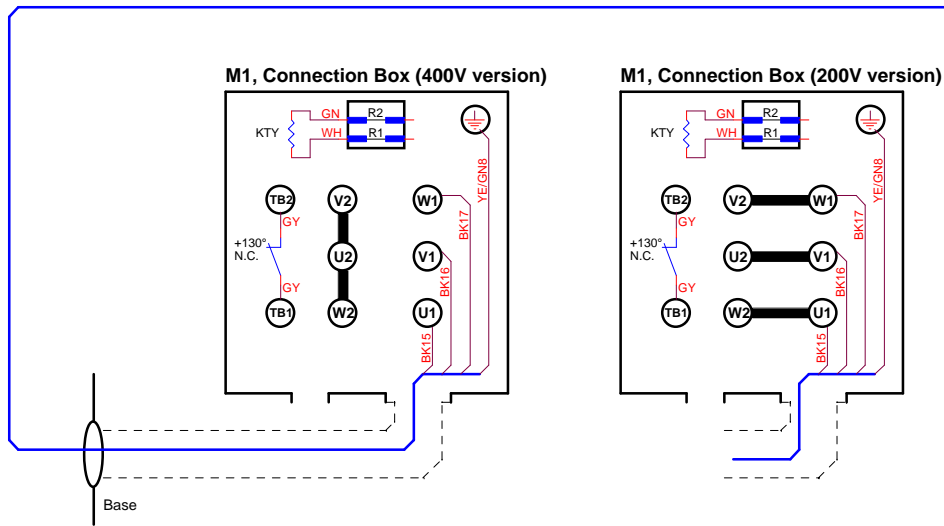 M1, Connection Box (400V version)
GN
R2
KTY
WH
R1
YE/GN8
TB2
V2
W1
GY
BK17
+130°
N.C.
U2
V1
BK16
GY
TB1
W2
U1
BK15
Base
M1, Connection Box (200V version)
GN
R2
KTY
WH
R1
YE/GN8
TB2
V2
W1
GY
BK17
+130°
N.C.
U2
V1
BK16
GY
TB1
W2
U1
BK15